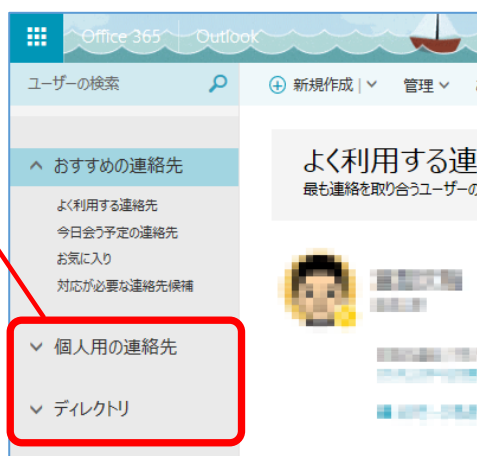 Office 365 Outlook
ユーザーの検索
新規作成 | 管理
おすすめの連絡先
よく利用する連絡先
今日会う予定の連絡先
お気に入り
対応が必要な連絡先候補
個人用の連絡先
ディレクトリ
よく利用する連
最も連絡を取り合うユーザーの